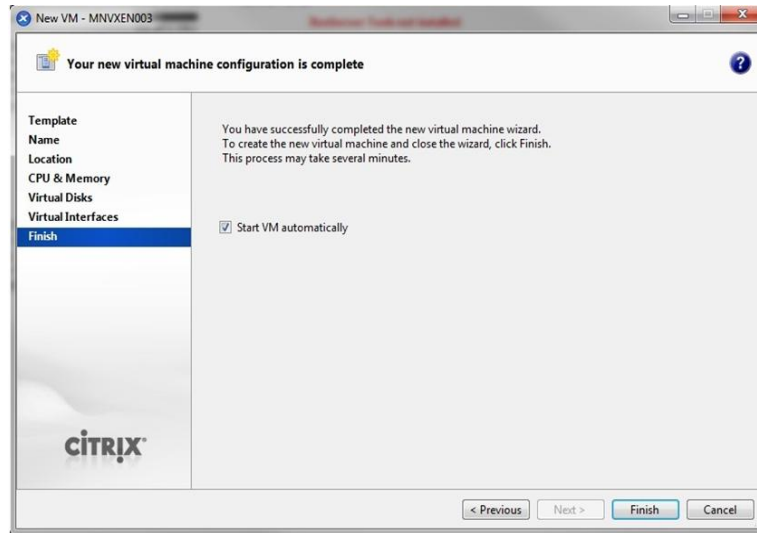 New VM - MNVXEN003
Your new virtual machine configuration is complete
Template
Name
Location
CPU & Memory
Virtual Disks
Virtual Interfaces
Finish
You have successfully completed the new virtual machine wizard.
To create the new virtual machine and close the wizard, click Finish.
This process may take several minutes.
Start VM automatically
CITRIX
< Previous
Next >
Finish
Cancel